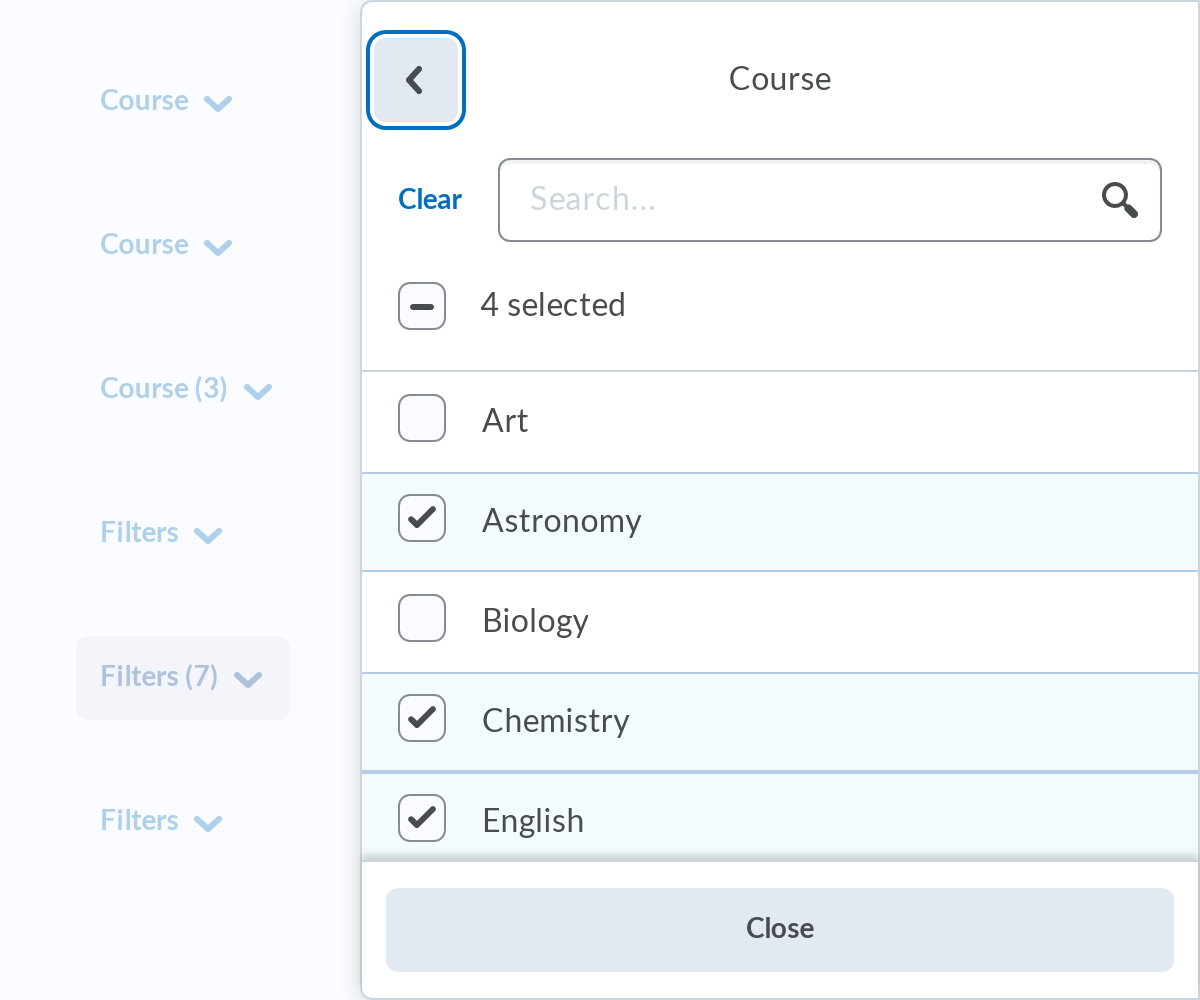 Course
Course
Course (3)
Filters
Filters (7)
Filters
Course
Clear
Search...
4 selected
Art
Astronomy
Biology
Chemistry
English
Close